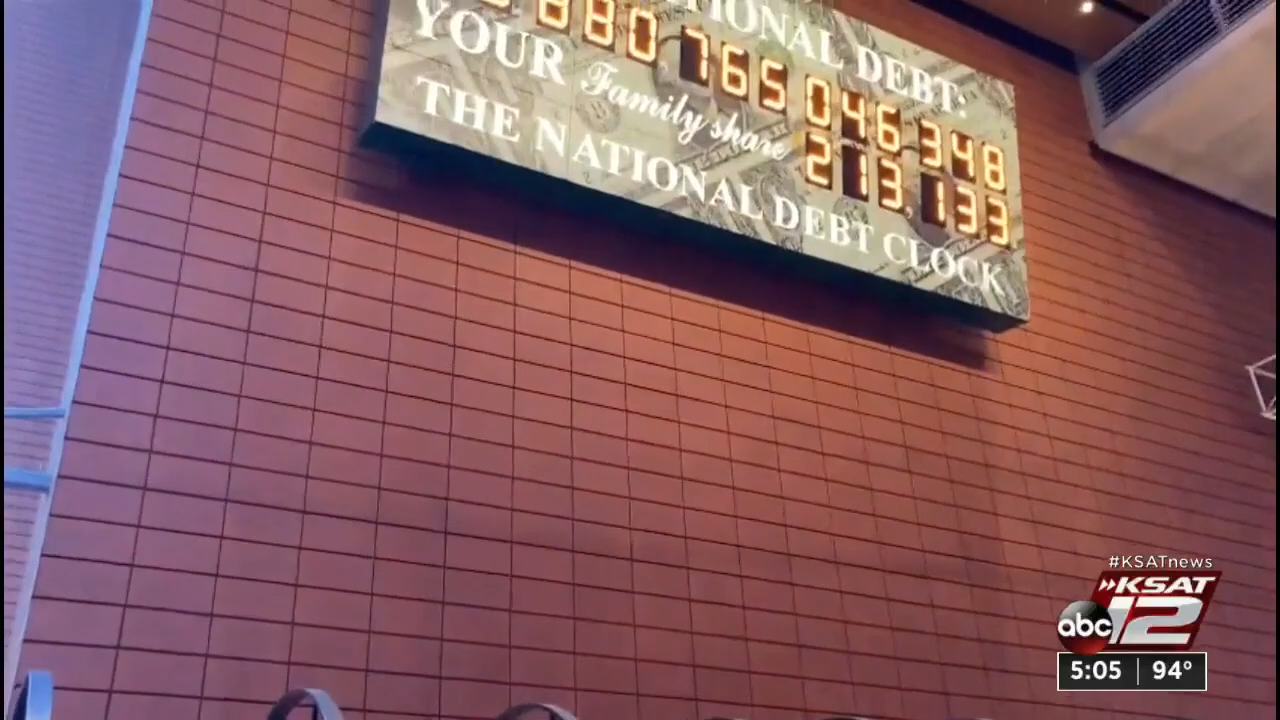 TIONAL DEBT:
880,765,046,348
YOUR Family share 213,133
THE NATIONAL DEBT CLOCK
#KSATnews
KSAT
abc 12
5:05 94°